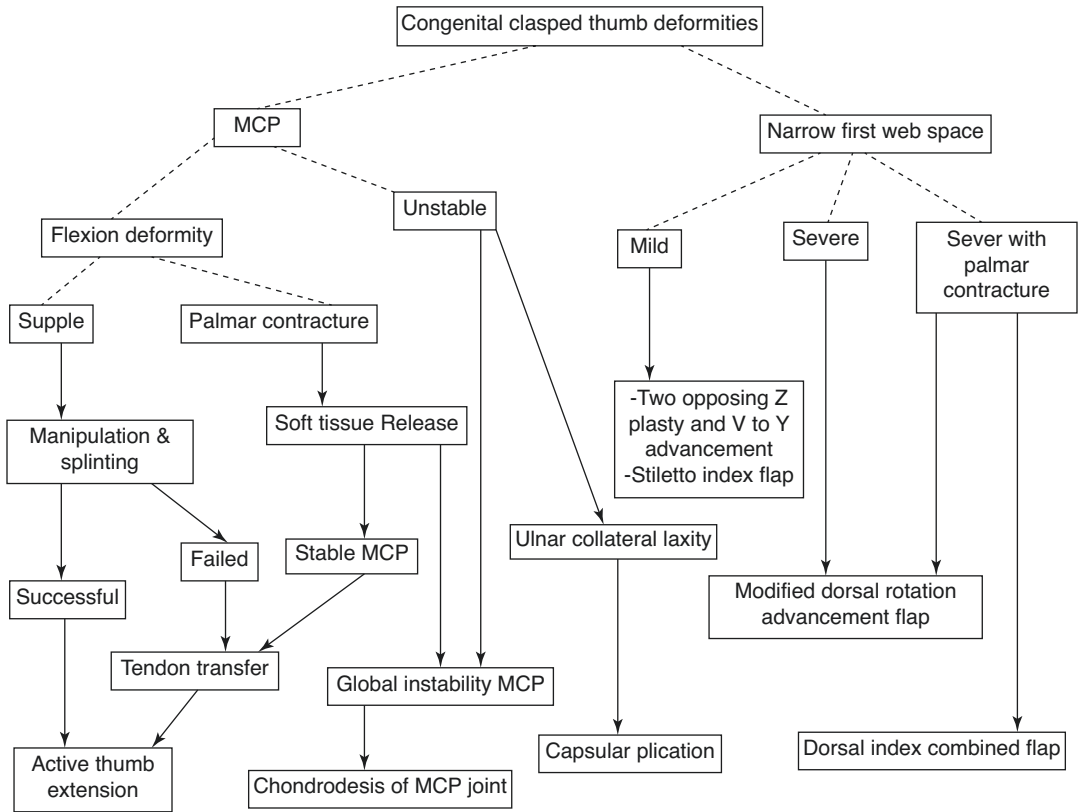 Congenital clasped thumb deformities
MCP
Narrow first web space
Unstable
Flexion deformity
Mild
Severe
Sever with
palmar
contracture
Supple
Palmar contracture
-Two opposing Z
plasty and V to Y
advancement
-Stiletto index flap
Manipulation &
splinting
Soft tissue Release
Failed
Stable MCP
Ulnar collateral laxity
Successful
Modified dorsal rotation
advancement flap
Tendon transfer
Global instability MCP
Active thumb
extension
Chondrodesis of MCP joint
Capsular plication
Dorsal index combined flap